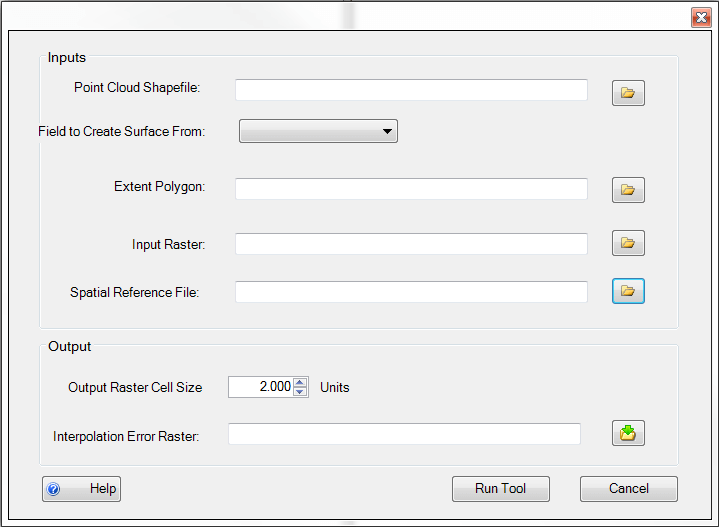 Inputs
Point Cloud Shapefile:
Field to Create Surface From:
Extent Polygon:
Input Raster:
Spatial Reference File:
Output
Output Raster Cell Size 2.000 Units
Interpolation Error Raster:
? Help Run Tool Cancel